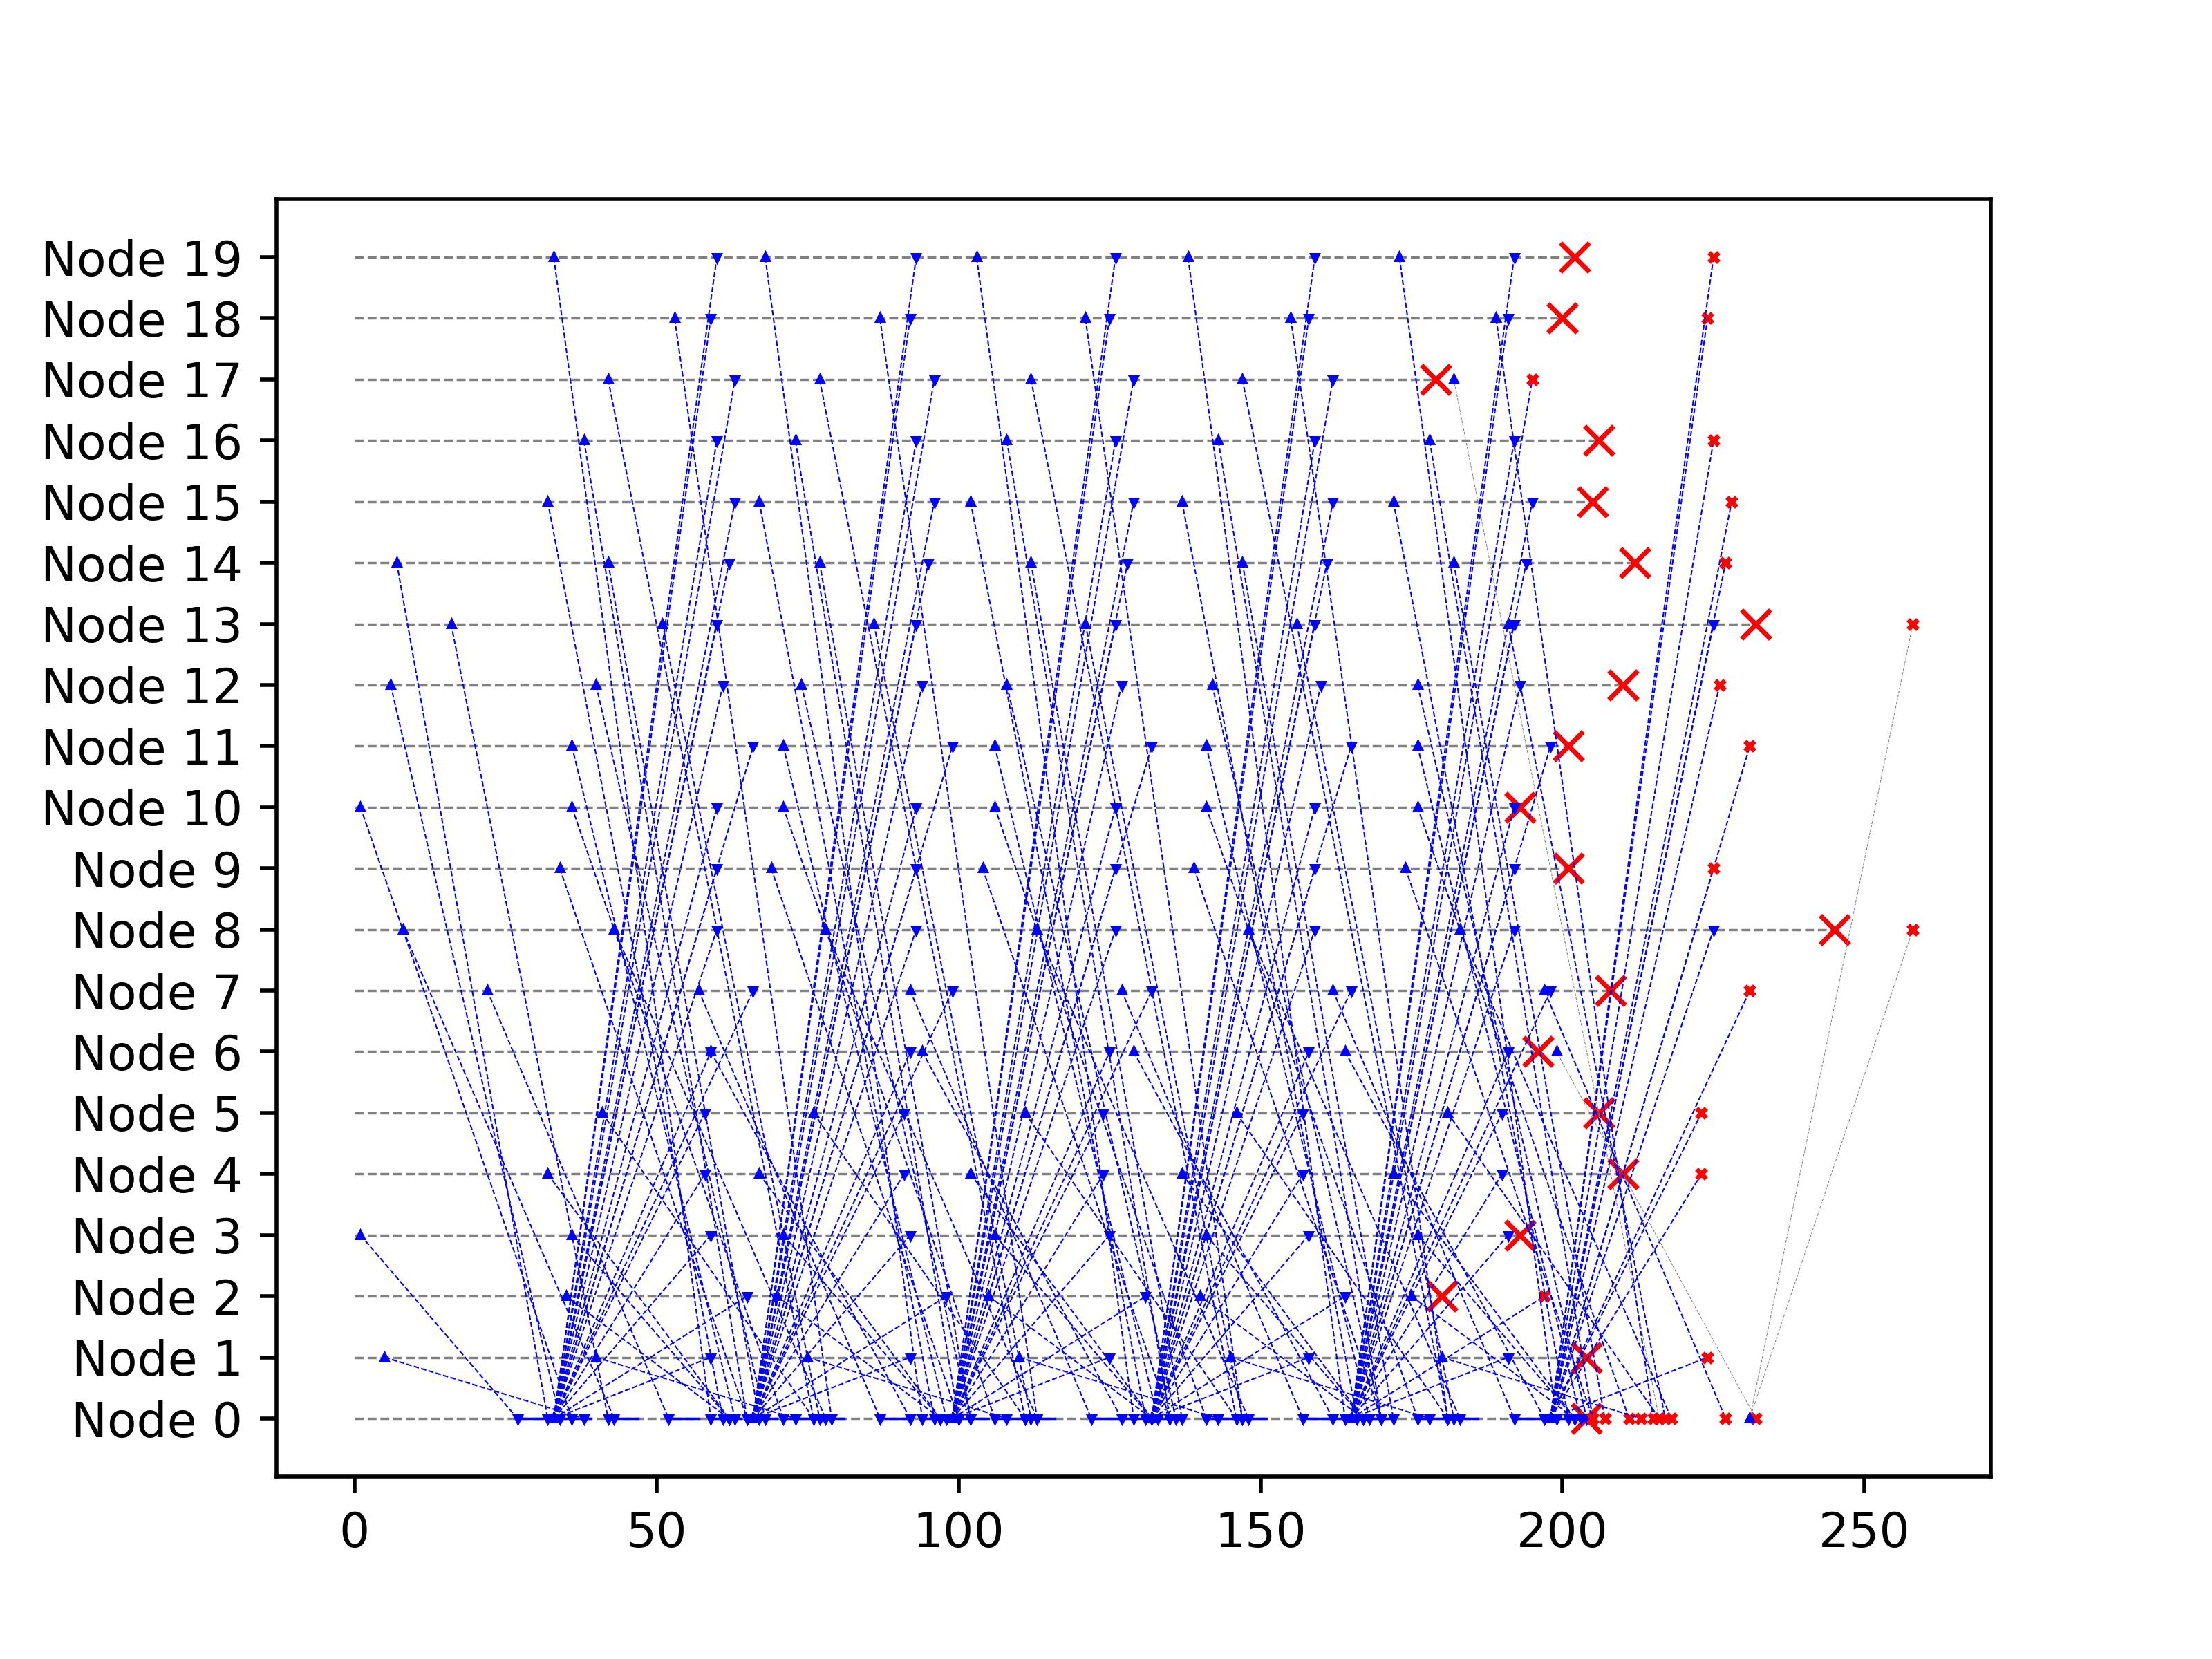 Node 19
Node 18
Node 17
Node 16
Node 15
Node 14
Node 13
Node 12
Node 11
Node 10
Node 9
Node 8
Node 7
Node 6
Node 5
Node 4
Node 3
Node 2
Node 1
Node 0
0 50 100 150 200 250